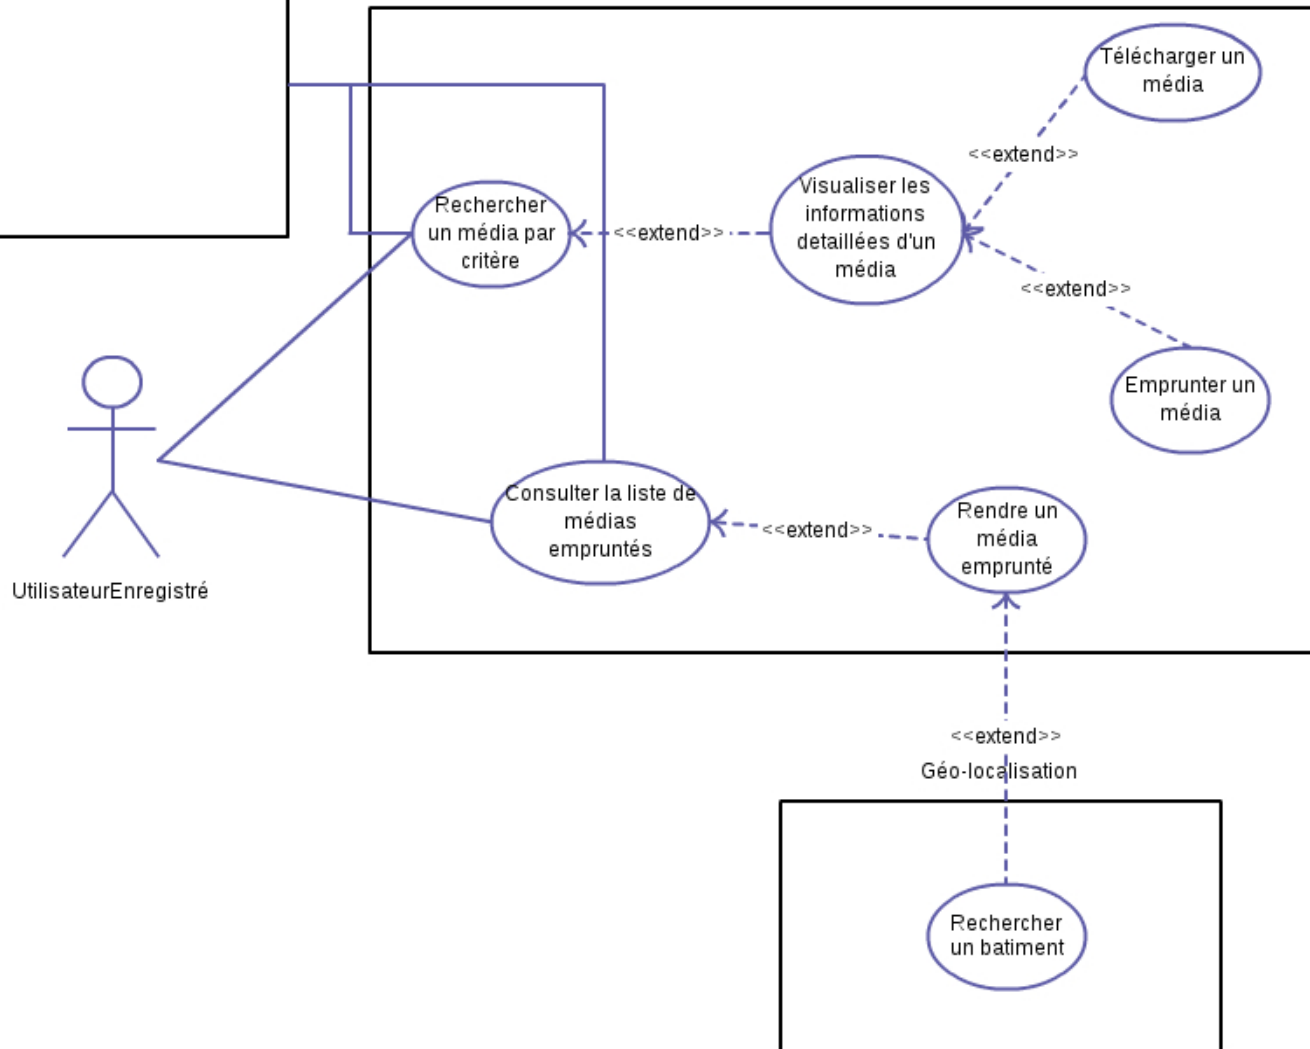 Télécharger un
média
<<extend>>
Visualiser les
informations
detaillées d'un
média
Rechercher
un média par
critère
<<extend>>
<<extend>>
Emprunter un
média
Consulter la liste de
médias
empruntés
<<extend>>
Rendre un
média
emprunté
UtilisateurEnregistré
<<extend>>
Géo-localisation
Rechercher
un batiment